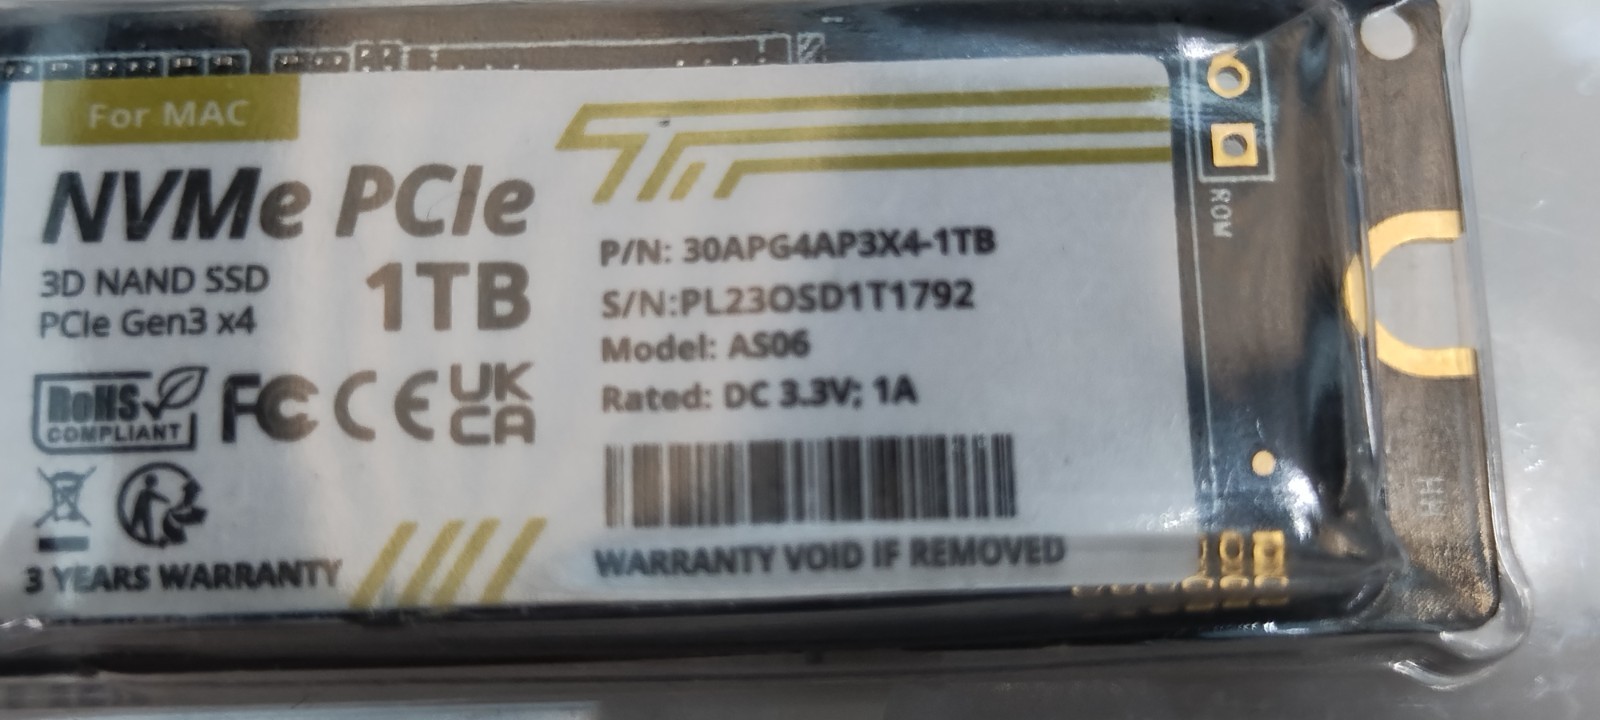 For MAC
NVMe PCIe
3D NAND SSD
PCIe Gen3 x4
1TB
RoHS
COMPLIANT
FC CE UK
CA
3 YEARS WARRANTY
P/N: 30APG4AP3X4-1TB
S/N:PL23OSD1T1792
Model: AS06
Rated: DC 3.3V; 1A
WARRANTY VOID IF REMOVED
ROM
HH